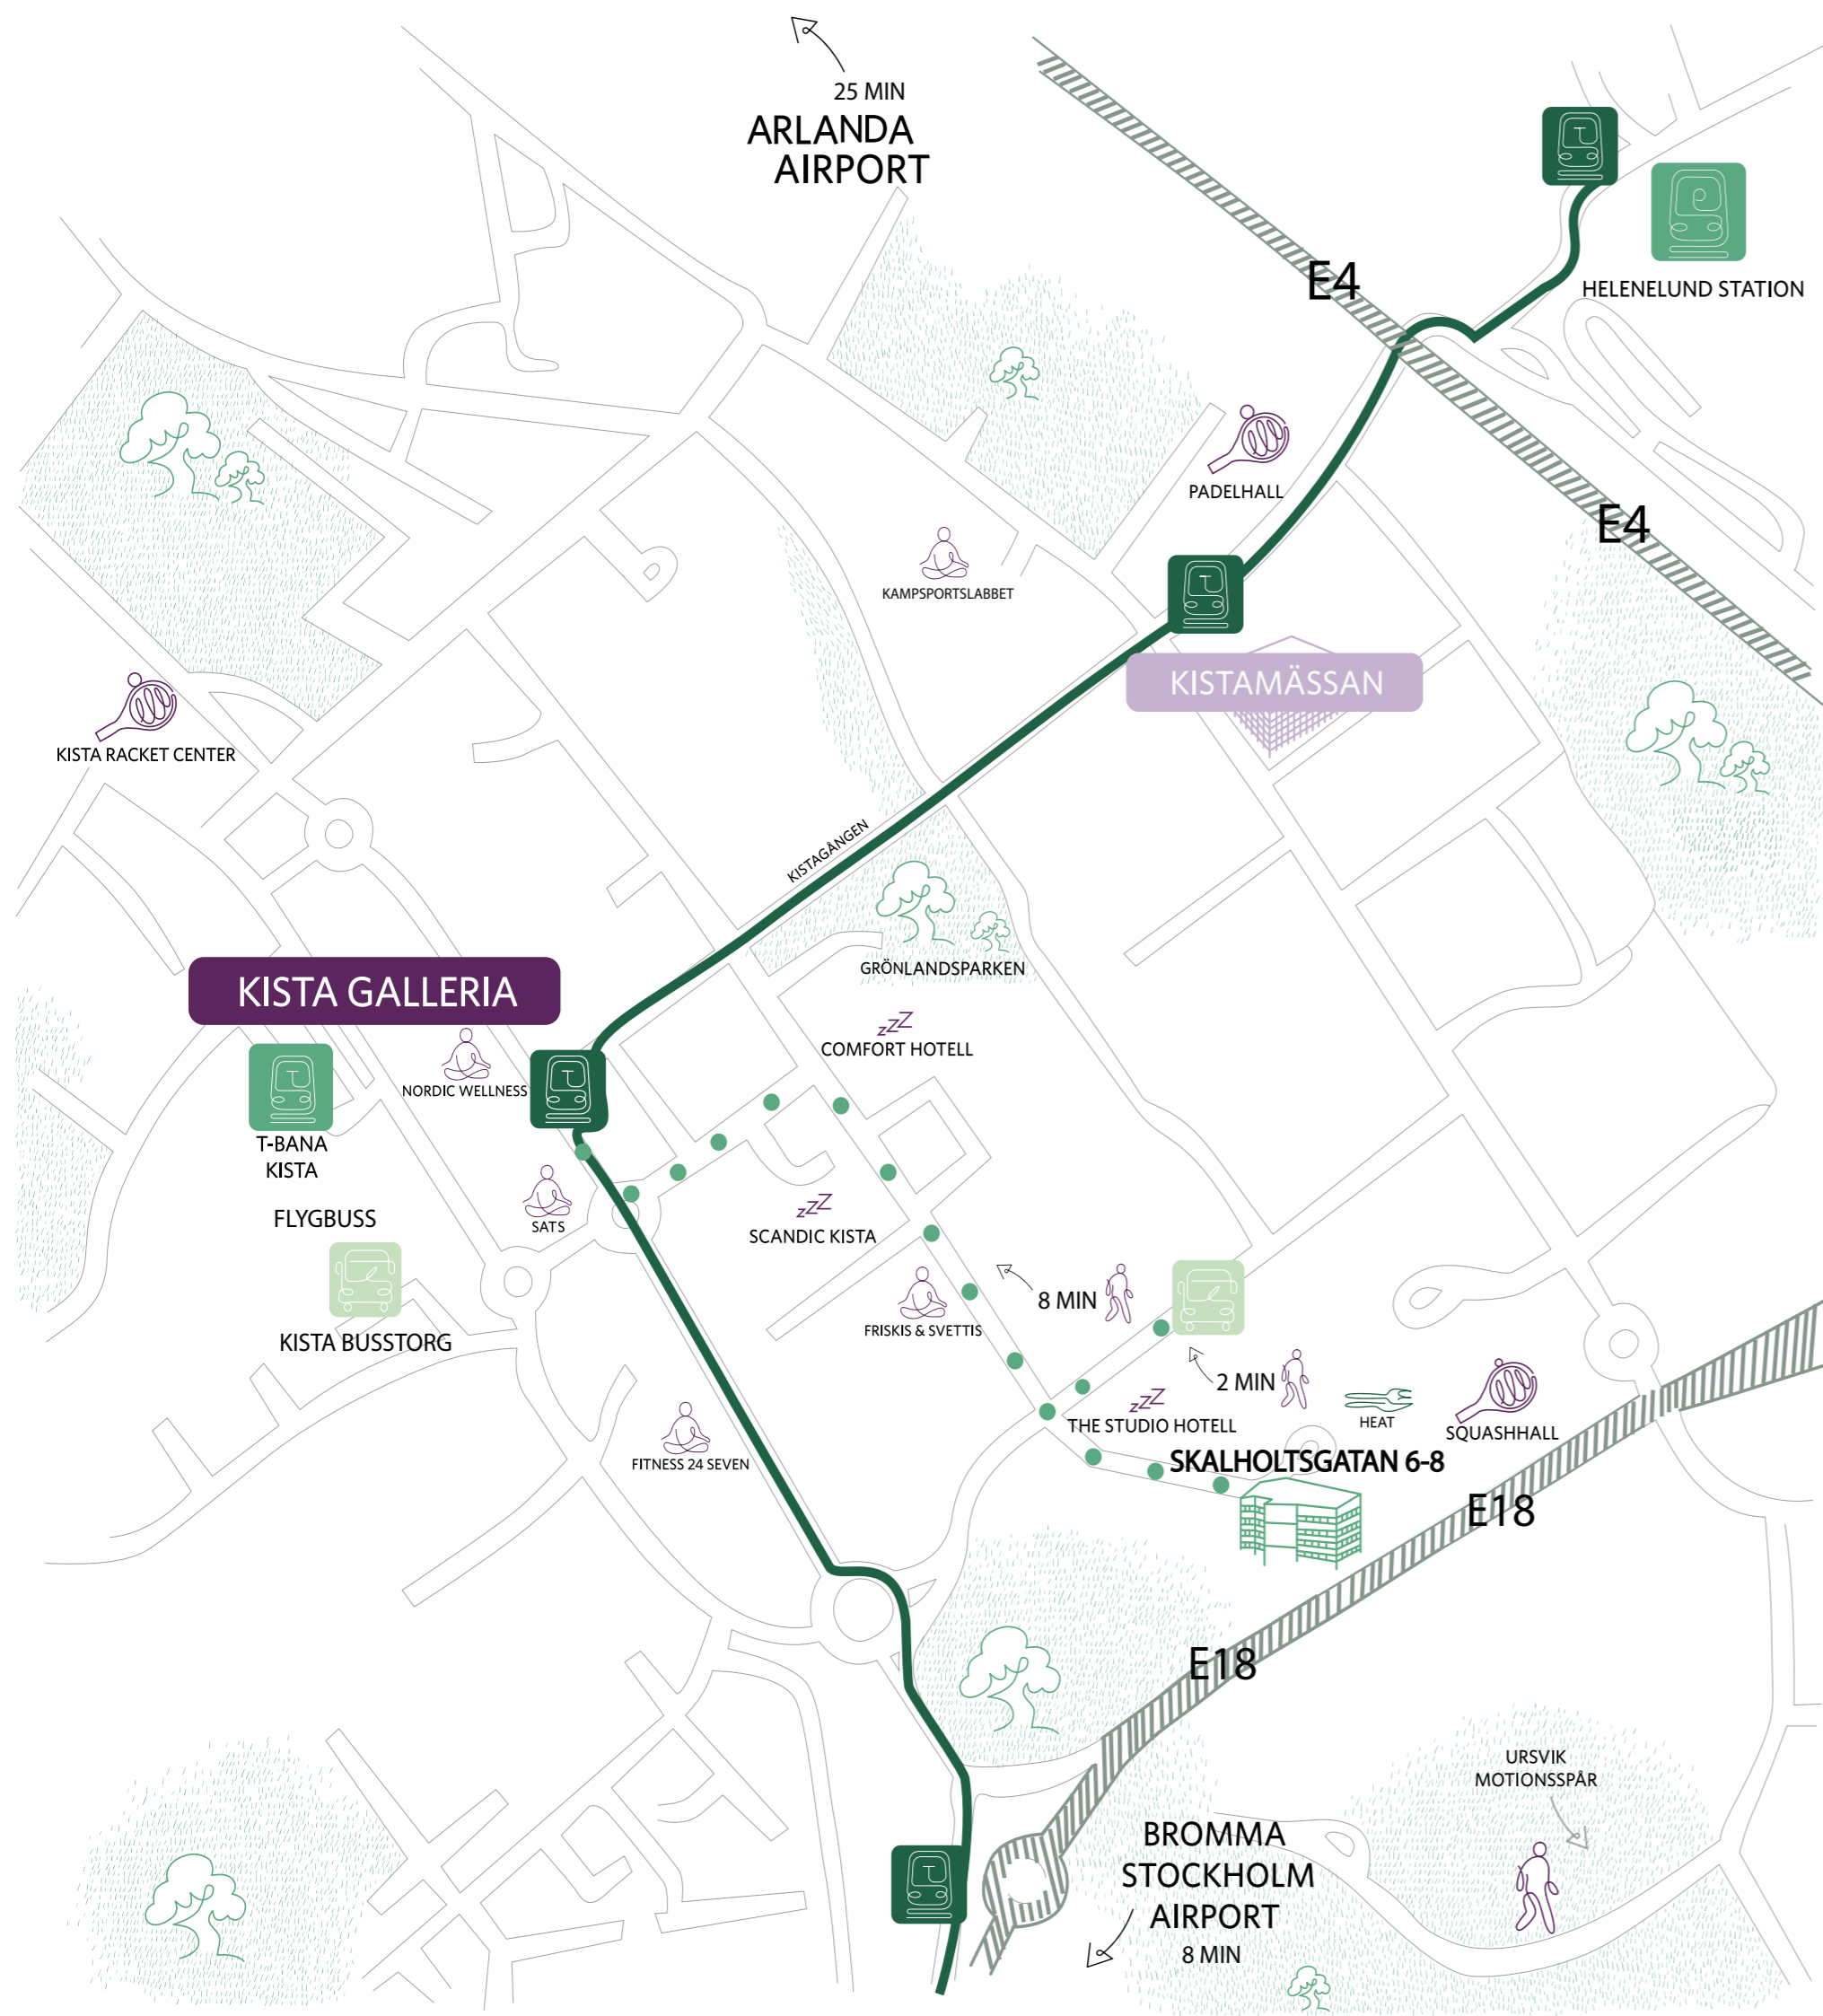 25 MIN
ARLANDA
AIRPORT
E4
HELENELUND STATION
PADELHALL
E4
KAMPSPORTSLABBET
KISTAMÄSSAN
KISTA RACKET CENTER
KISTAGÅNGEN
GRÖNLANDSPARKEN
KISTA GALLERIA
COMFORT HOTELL
NORDIC WELLNESS
T-BANA
KISTA
FLYGBUSS
SATS
SCANDIC KISTA
8 MIN
FRISKIS & SVETTIS
KISTA BUSSTORG
2 MIN
HEAT
THE STUDIO HOTELL
SQUASHHALL
FITNESS 24 SEVEN
SKALHOLTSGATAN 6-8
E18
E18
URSVIK
MOTIONSSPÅR
BROMMA
STOCKHOLM
AIRPORT
8 MIN